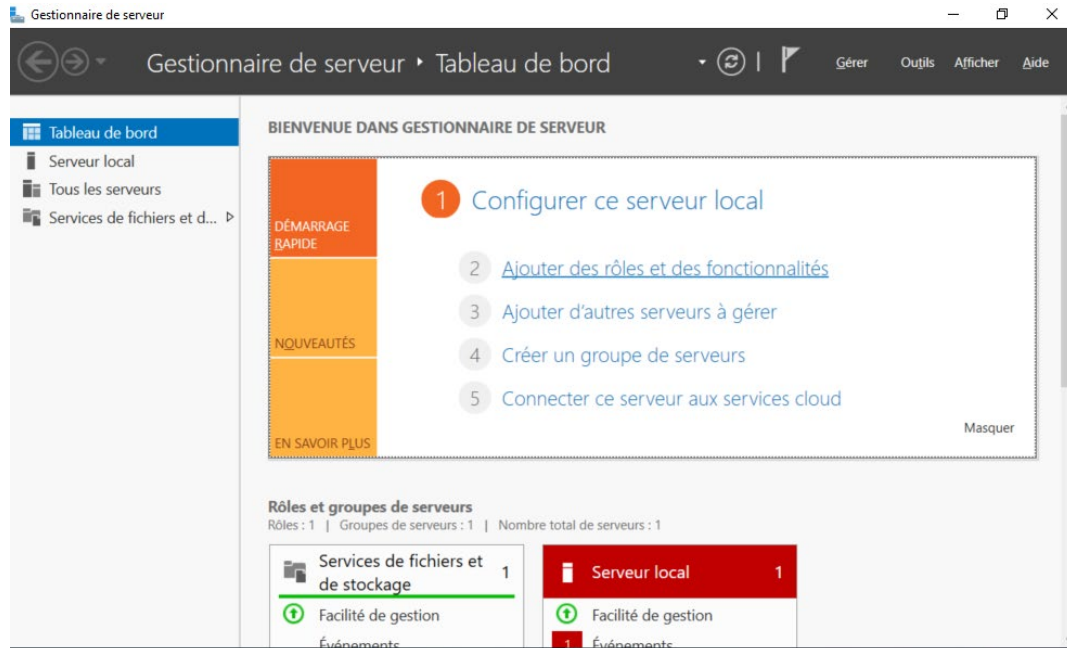 Gestionnaire de serveur
Gestionnaire de serveur ‣ Tableau de bord
Gérer Outils Afficher Aide
Tableau de bord
Serveur local
Tous les serveurs
Services de fichiers et d...
BIENVENUE DANS GESTIONNAIRE DE SERVEUR
DÉMARRAGE
RAPIDE
NOUVEAUTÉS
EN SAVOIR PLUS
1 Configurer ce serveur local
2 Ajouter des rôles et des fonctionnalités
3 Ajouter d’autres serveurs à gérer
4 Créer un groupe de serveurs
5 Connecter ce serveur aux services cloud
Masquer
Rôles et groupes de serveurs
Rôles : 1 | Groupes de serveurs : 1 | Nombre total de serveurs : 1
Services de fichiers et
de stockage 1
Facilité de gestion
Événements
Serveur local 1
Facilité de gestion
1 Événements